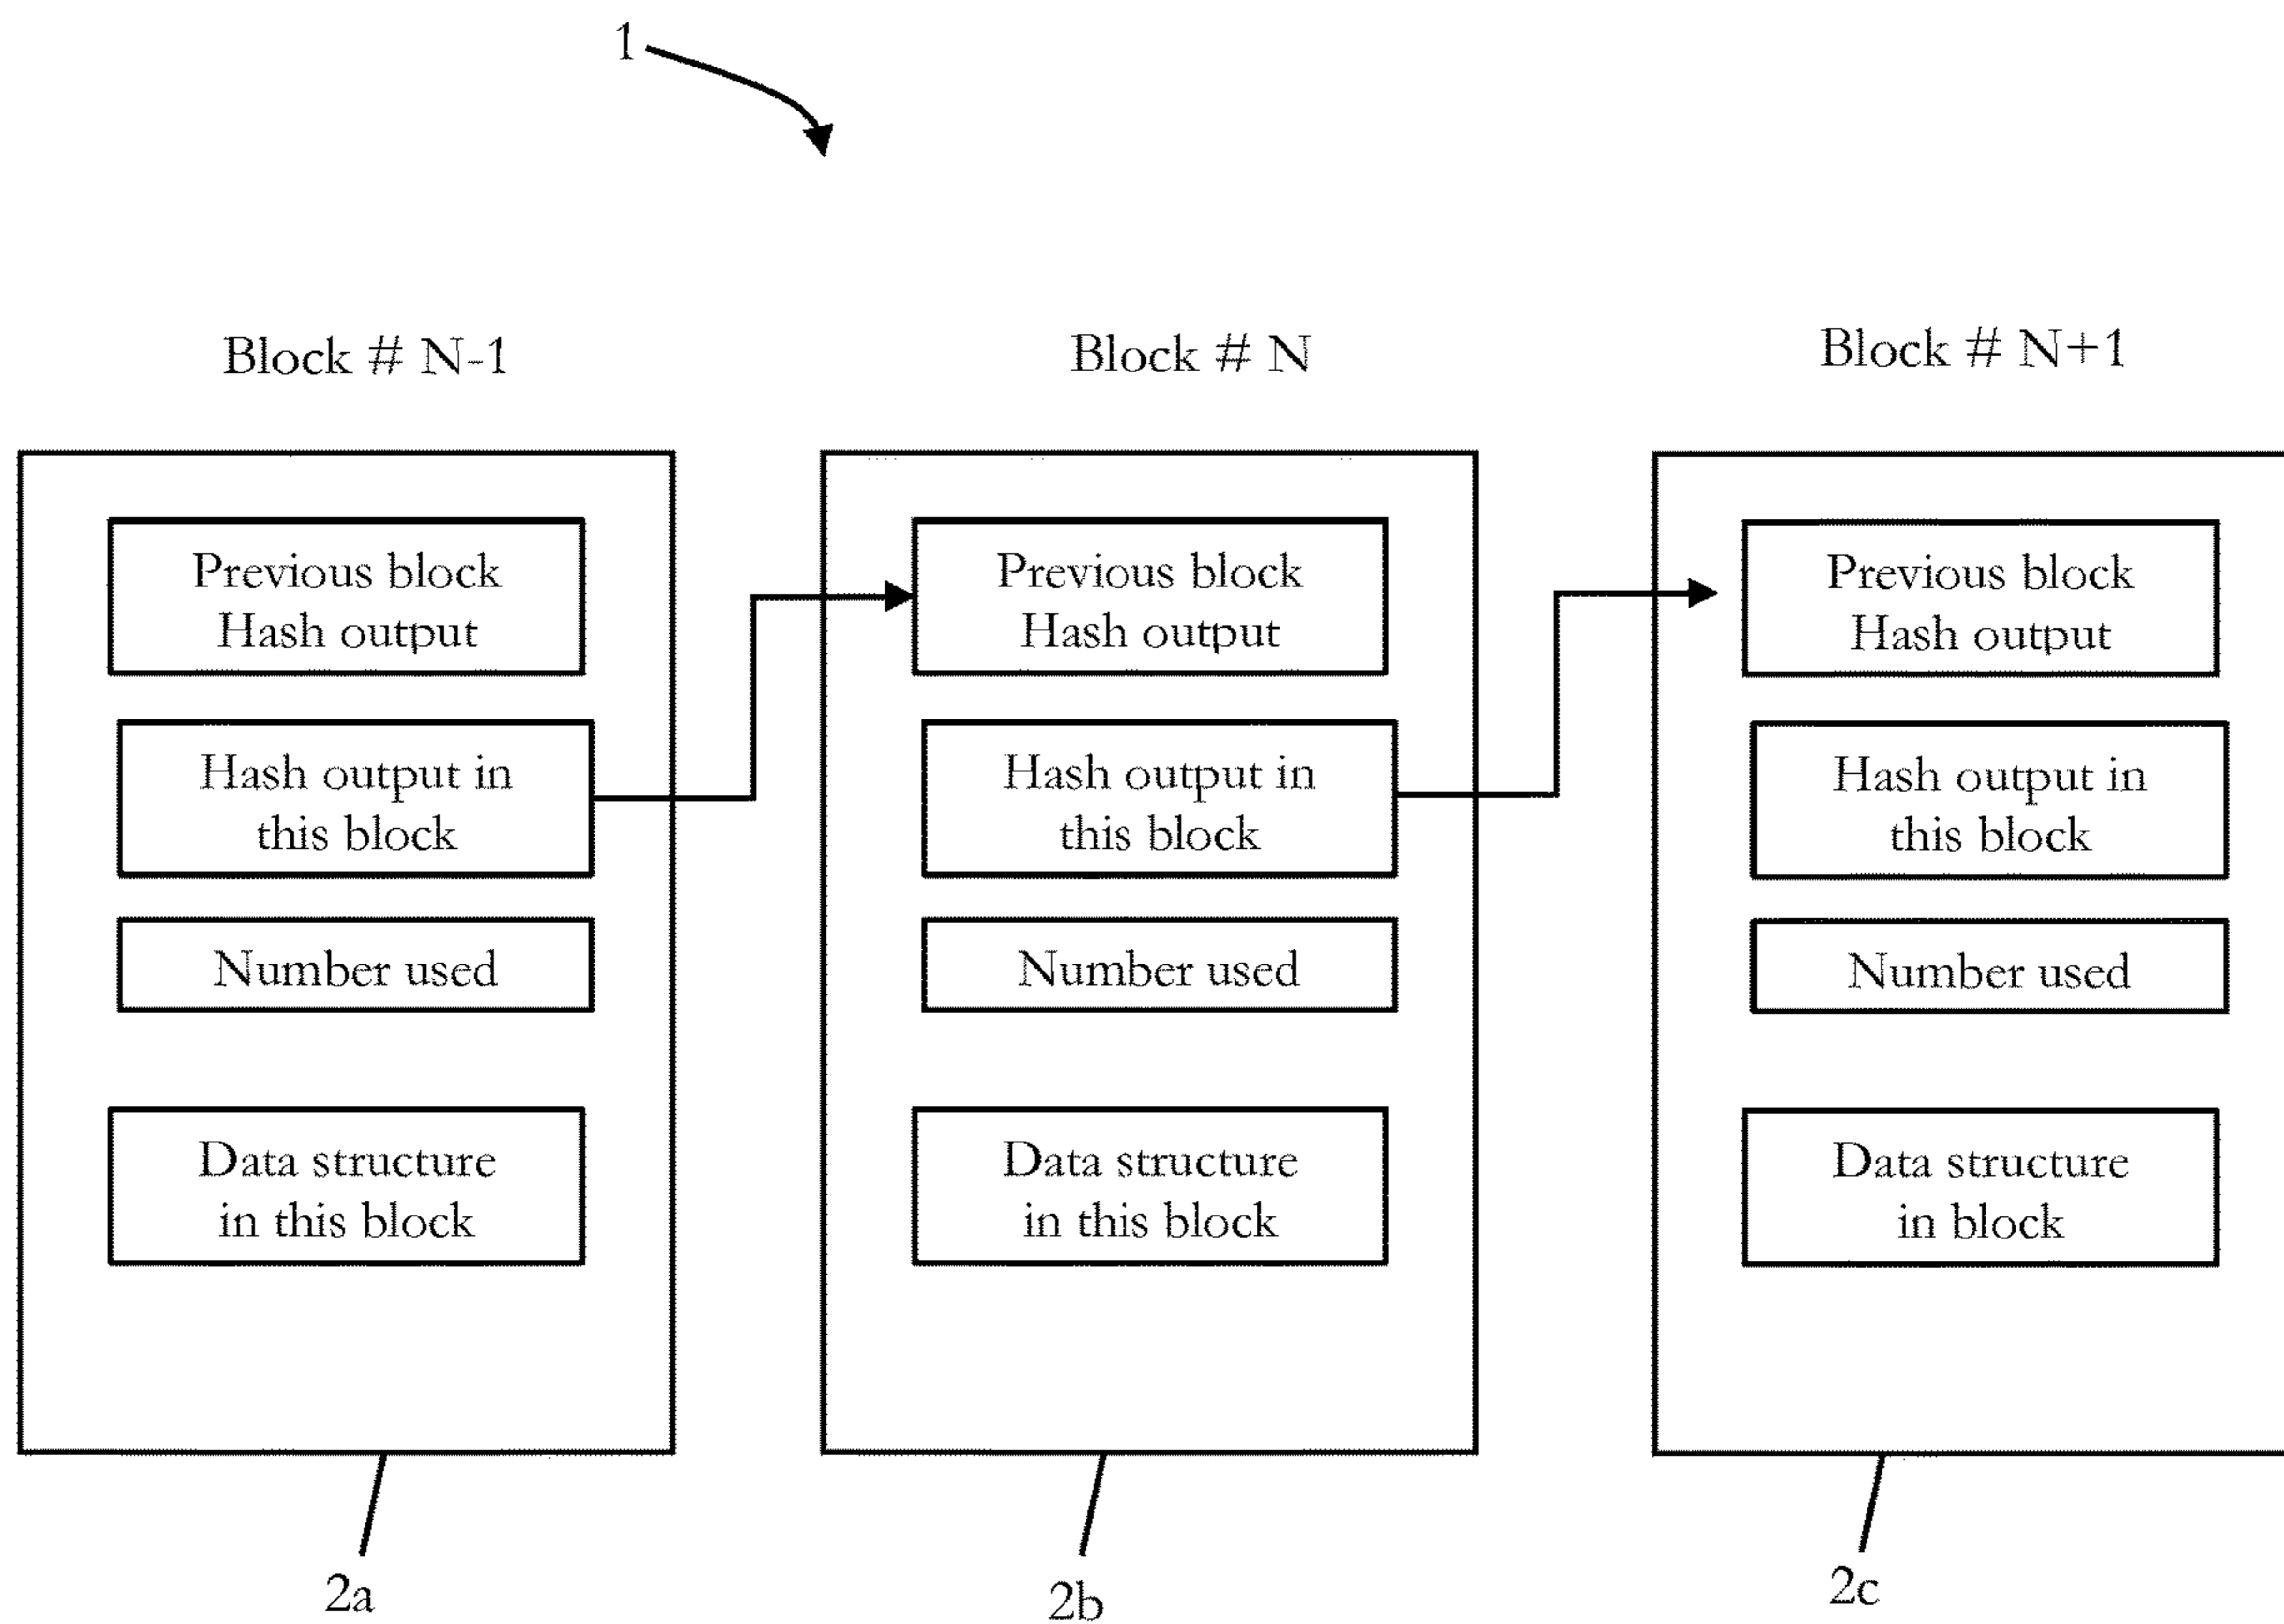 1
Block # N-1
Previous block
Hash output
Hash output in
this block
Number used
Data structure
in this block
2a
Block # N
Previous block
Hash output
Hash output in
this block
Number used
Data structure
in this block
2b
Block # N+1
Previous block
Hash output
Hash output in
this block
Number used
Data structure
in block
2c